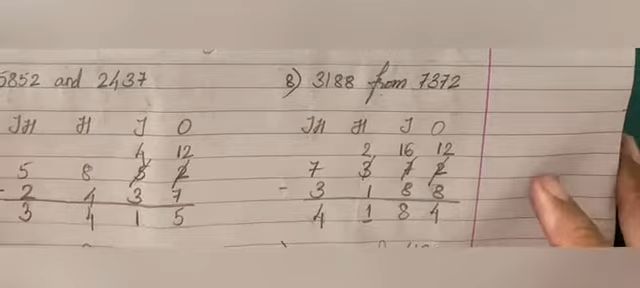 5852 and 2437
TH H T O
4 12
5 8 5 2
- 2 4 3 7
3 4 1 5
8) 3188 from 7372
TH H T O
2 16 12
7 3 7 2
- 3 1 8 8
4 1 8 4